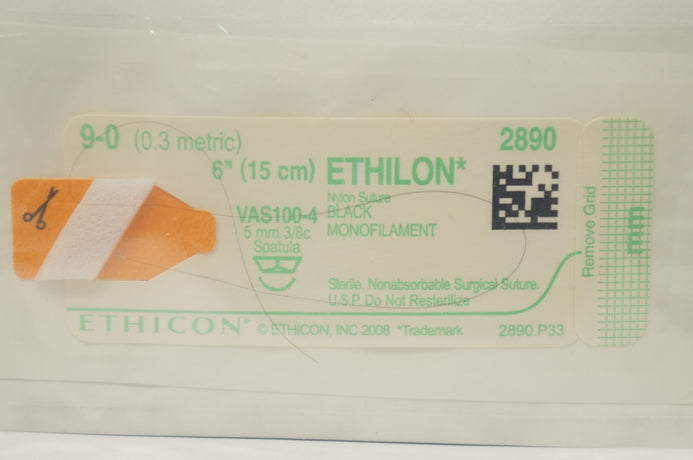 9-0 (0.3 metric) 2890
6" (15 cm) ETHILON*
Nylon Suture
VAS100-4 BLACK
5 mm 3/8c MONOFILAMENT
Spatula
Sterile, Nonabsorbable Surgical Suture.
U.S.P. Do Not Resterilize
ETHICON* © ETHICON, INC 2008 *Trademark 2890.P33
Remove Grid
mm